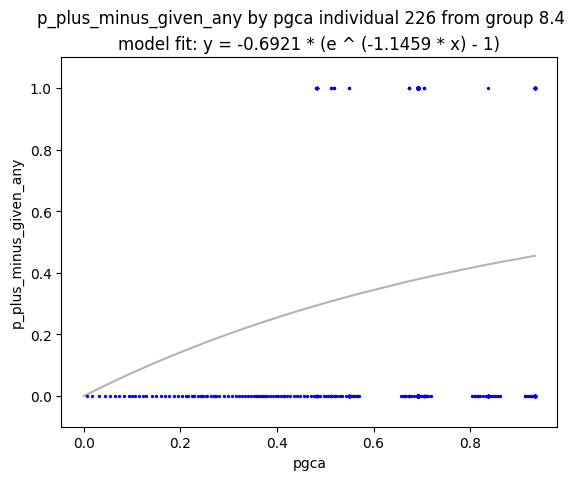 p_plus_minus_given_any by pgca individual 226 from group 8.4
model fit: y = -0.6921 * (e ^ (-1.1459 * x) - 1)
1.0
0.8
0.6
0.4
0.2
0.0
p_plus_minus_given_any
0.0 0.2 0.4 0.6 0.8
pgca